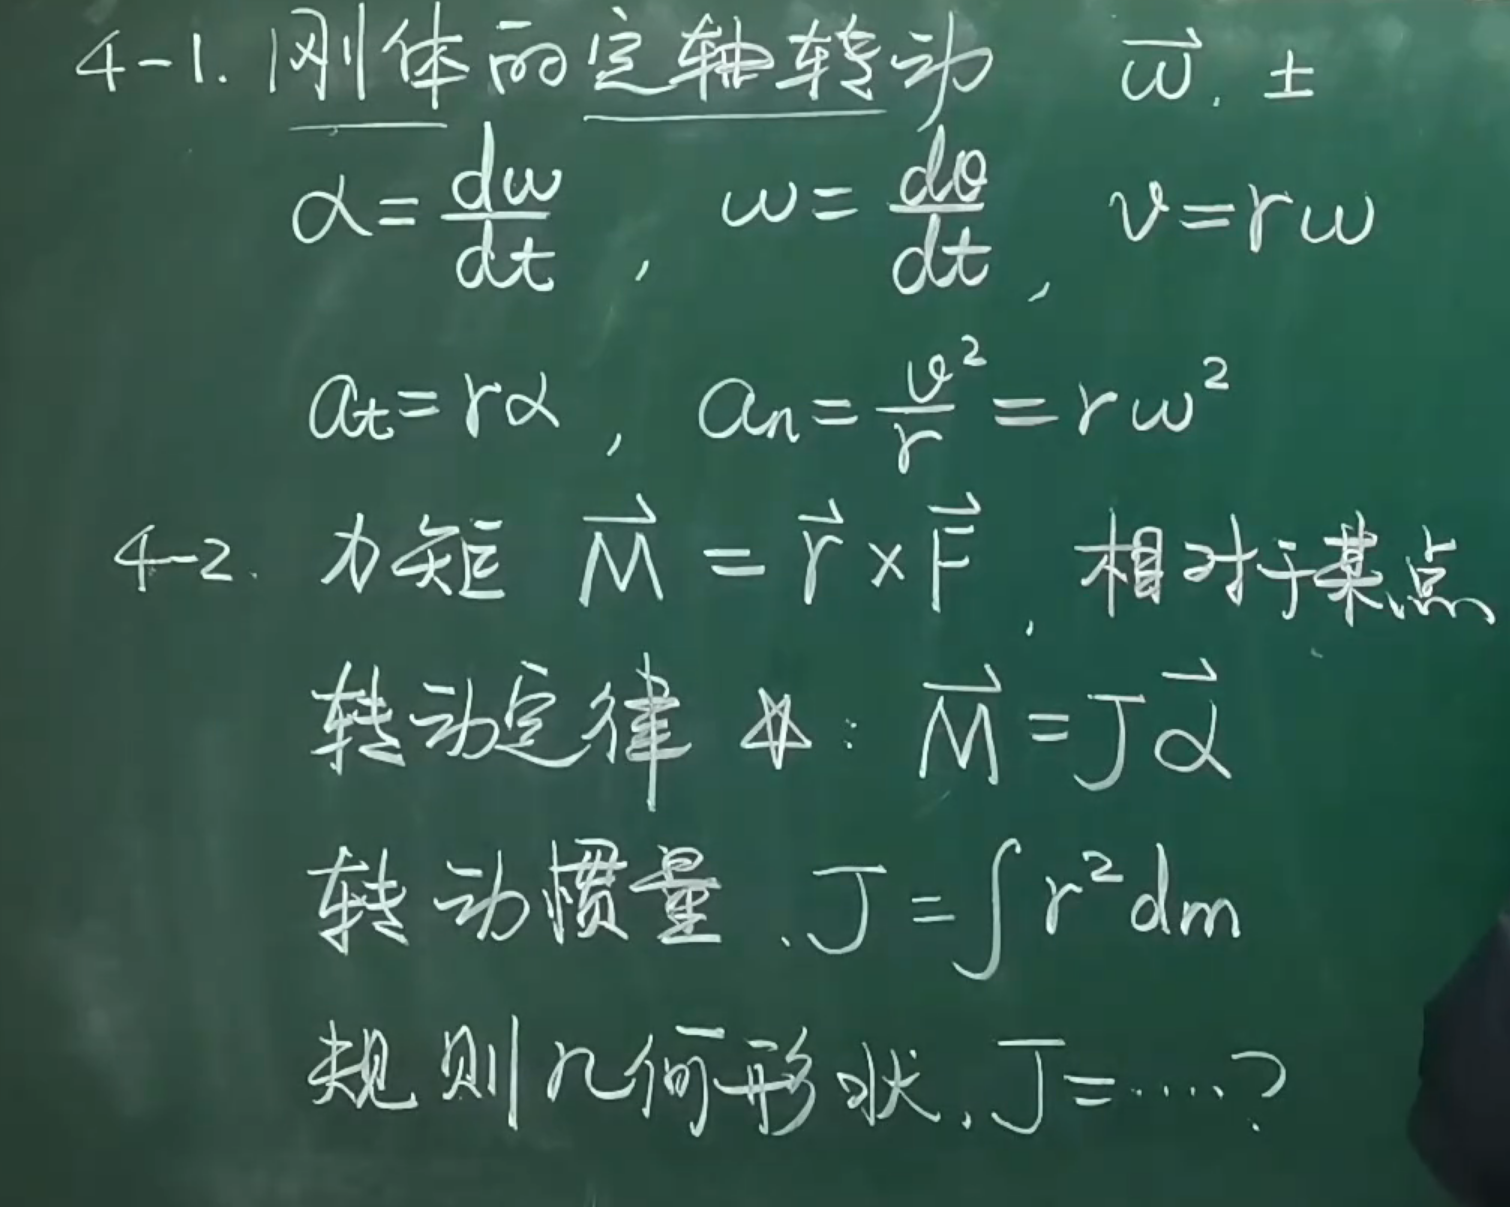 4-1. 刚体的定轴转动 $\vec{\omega}$. ±
$\alpha = \frac{d\omega}{dt}$, $\omega = \frac{d\theta}{dt}$, $v = r\omega$
$a_t = r\alpha$, $a_n = \frac{v^2}{r} = r\omega^2$
4-2. 力矩 $\vec{M} = \vec{r} \times \vec{F}$, 相对于某点
转动定律 ☆: $\vec{M} = J\vec{\alpha}$
转动惯量. $J = \int r^2 dm$
规则几何形状. $J = \cdots\cdot$?